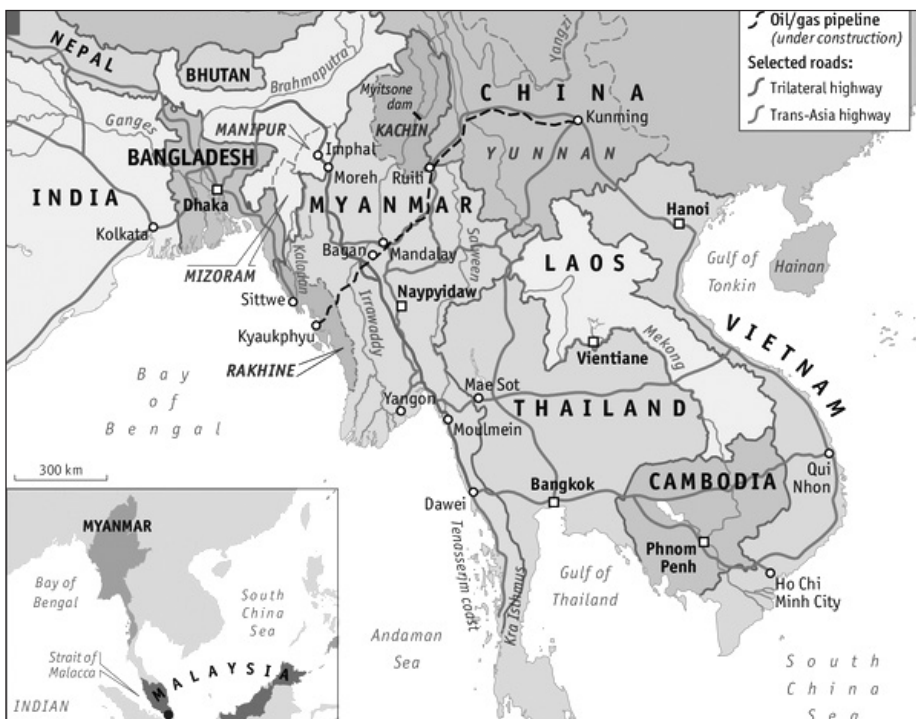 Oil/gas pipeline
(under construction)
Selected roads:
Trilateral highway
Trans-Asia highway
NEPAL
BHUTAN
Brahmaputra
Yangzi
Myitsone
dam
CHINA
Kunming
Ganges
MANIPUR
KACHIN
Imphal
YUNNAN
BANGLADESH
Moreh
Ruili
INDIA
Dhaka
MYANMAR
Hanoi
Kolkata
Bagan
Mandalay
Salween
LAOS
Gulf of
Tonkin
Hainan
MIZORAM
Kaladan
Sittwe
Naypyidaw
Irrawaddy
Kyaukphyu
VIETNAM
Mekong
Vientiane
RAKHINE
Bay
of
Bengal
Yangon
Mae Sot
THAILAND
Moulmein
300 km
Bangkok
CAMBODIA
Qui
Nhon
Dawei
Tenasserim coast
Kra Isthmus
Phnom
Penh
Gulf of
Thailand
Ho Chi
Minh City
Andaman
Sea
South
China
Sea
MYANMAR
Bay of
Bengal
South
China
Sea
Strait of
Malacca
MALAYSIA
INDIAN